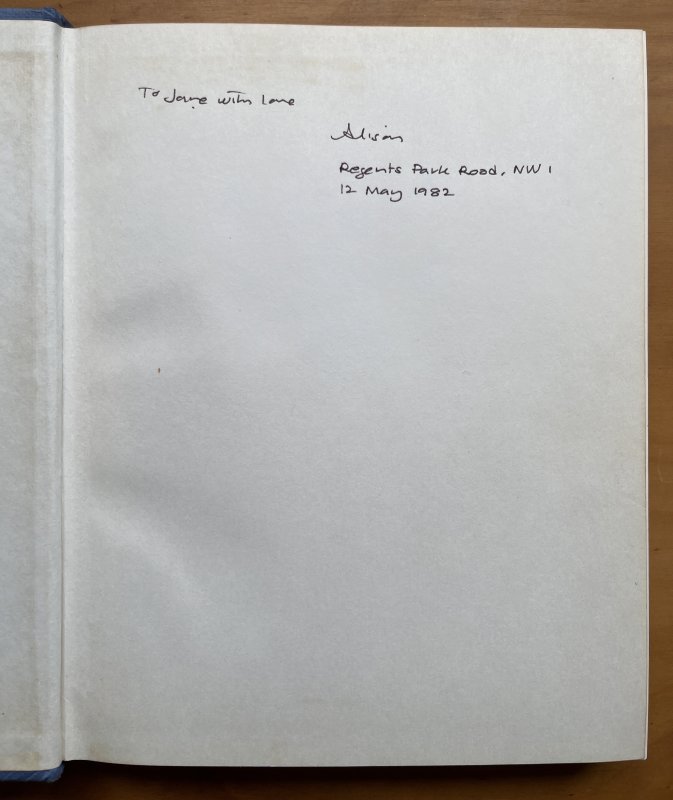 To Jane with love
Alison
Regents Park Road, NW1
12 May 1982